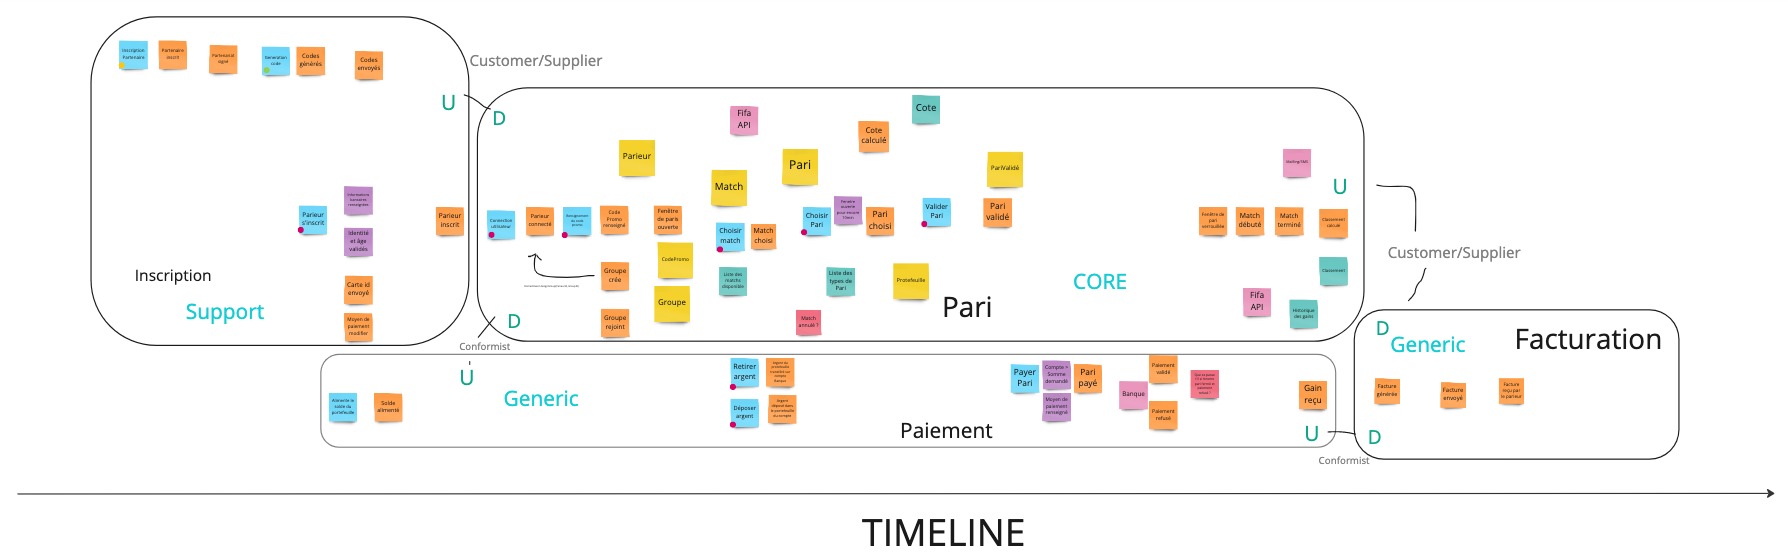 Inscription
Partenaire
Partenaire
inscrit
Partenariat
signé
Generation
code
Codes
générés
Codes
envoyés
Customer/Supplier
U
D
Parieur
s'inscrit
Informations
bancaires
renseignées
Identité
et âge
validés
Carte id
envoyé
Moyen de
paiement
modifier
Parieur
inscrit
Inscription
Support
Fifa
API
Cote
Cote
calculé
Parieur
Match
Pari
PariValidé
Connection
utilisateur
Parieur
connecté
Code
Promo
renseigné
Fenêtre
de paris
ouverte
Choisir
match
Match
choisi
Choisir
Pari
Pari
choisi
Valider
Pari
Pari
validé
Groupe
crée
Groupe
rejoint
CodePromo
Groupe
Liste des
matchs
disponible
Liste des
types de
Pari
Protefeuille
Match
annulé ?
Pari
CORE
U
Fenêtre de
pari
verrouillée
Match
débuté
Match
terminé
Classement
calculé
Classement
Fifa
API
Historique
des gains
Customer/Supplier
D
Conformist
U
Generic
Alimente le
solde du
portefeuille
Solde
alimenté
Retirer
argent
Déposer
argent
Paiement
Payer
Pari
Compte >
Somme
demandé
Moyen de
paiement
renseigné
Pari
payé
Banque
Paiement
validé
Paiement
refusé
Gain
reçu
U
D
Conformist
D
Generic
Facturation
Facture
générée
Facture
envoyé
Facture
reçu par
le parieur
TIMELINE